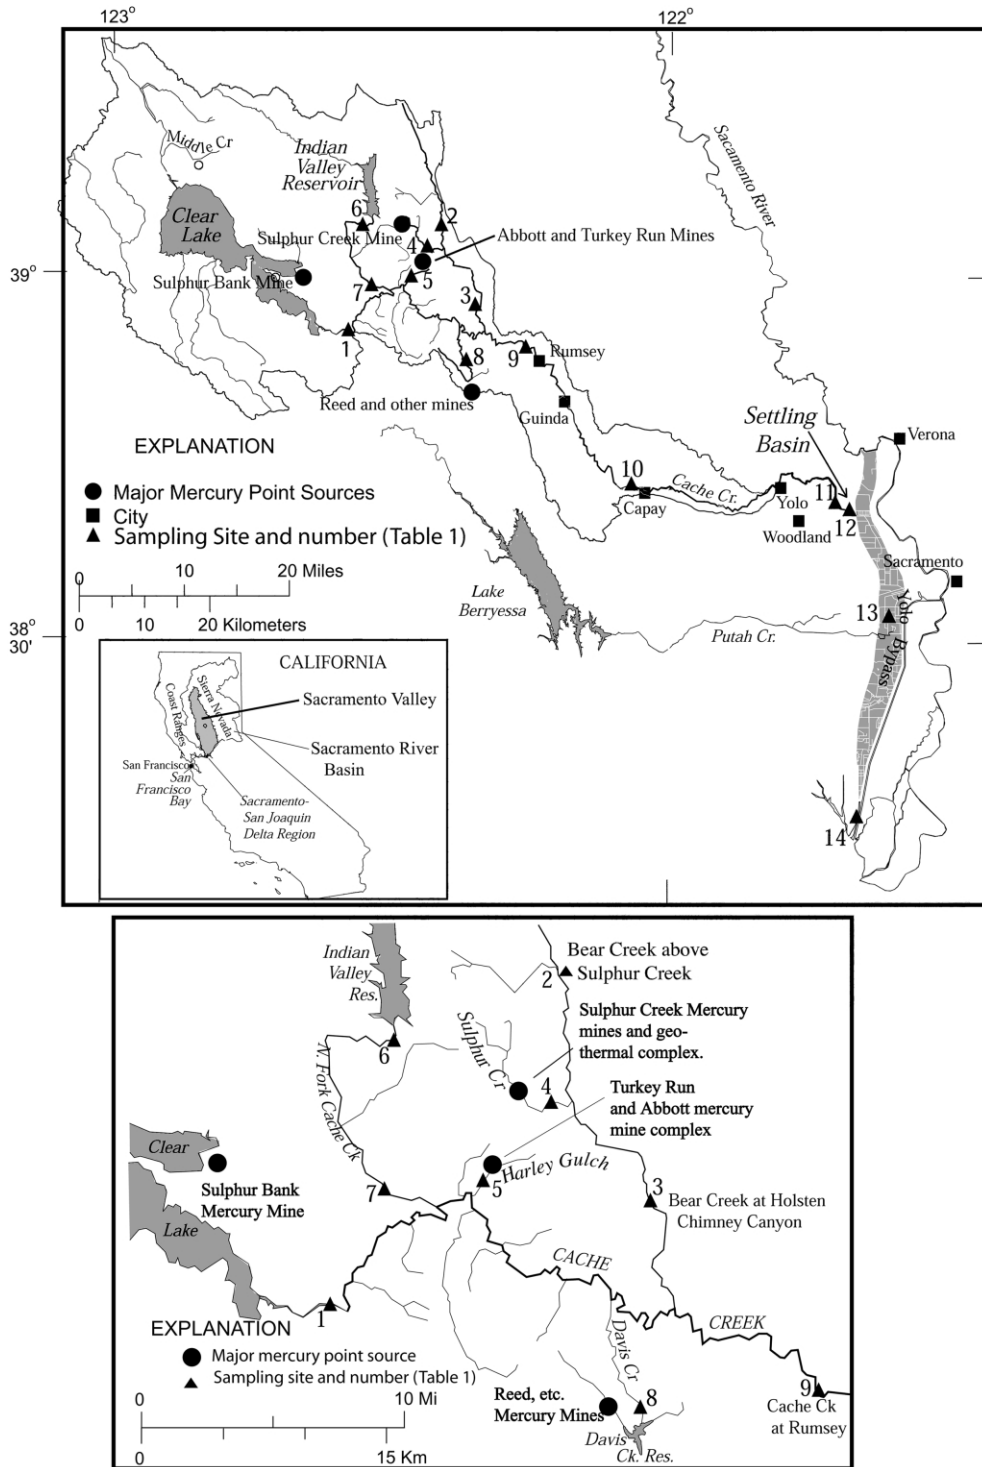 123o
122o
Middle Cr
Indian
Valley
Reservoir
Sacamento River
Clear
Lake
6
2
Sulphur Creek Mine
4
Abbott and Turkey Run Mines
39o
Sulphur Bank Mine
5
7
3
1
8
9
Rumsey
Reed and other mines
Guinda
Settling
Basin
Verona
EXPLANATION
Major Mercury Point Sources
City
Sampling Site and number (Table 1)
10
Cache Cr.
Capay
Yolo
11
12
Woodland
Sacramento
0 10 20 Miles
0 10 20 Kilometers
Lake
Berryessa
13
Yolo Bypass
Putah Cr.
38o
30'
14
CALIFORNIA
Sierra Nevada
Coast Ranges
Sacramento Valley
Sacramento River
Basin
San Francisco
San
Francisco
Bay
Sacramento-
San Joaquin
Delta Region
Indian
Valley
Res.
Bear Creek above
2 Sulphur Creek
Sulphur Creek Mercury
mines and geo-
thermal complex.
Sulphur Cr
6
N. Fork Cache Ck
4
Turkey Run
and Abbott mercury
mine complex
Clear
Harley Gulch
5
7
Sulphur Bank
Mercury Mine
3
Bear Creek at Holsten
Chimney Canyon
Lake
CACHE
1
CREEK
EXPLANATION
Major mercury point source
Sampling site and number (Table 1)
Davis Cr
0 10 Mi
0 15 Km
Reed, etc.
Mercury Mines
8
9
Cache Ck
at Rumsey
Davis
Ck. Res.